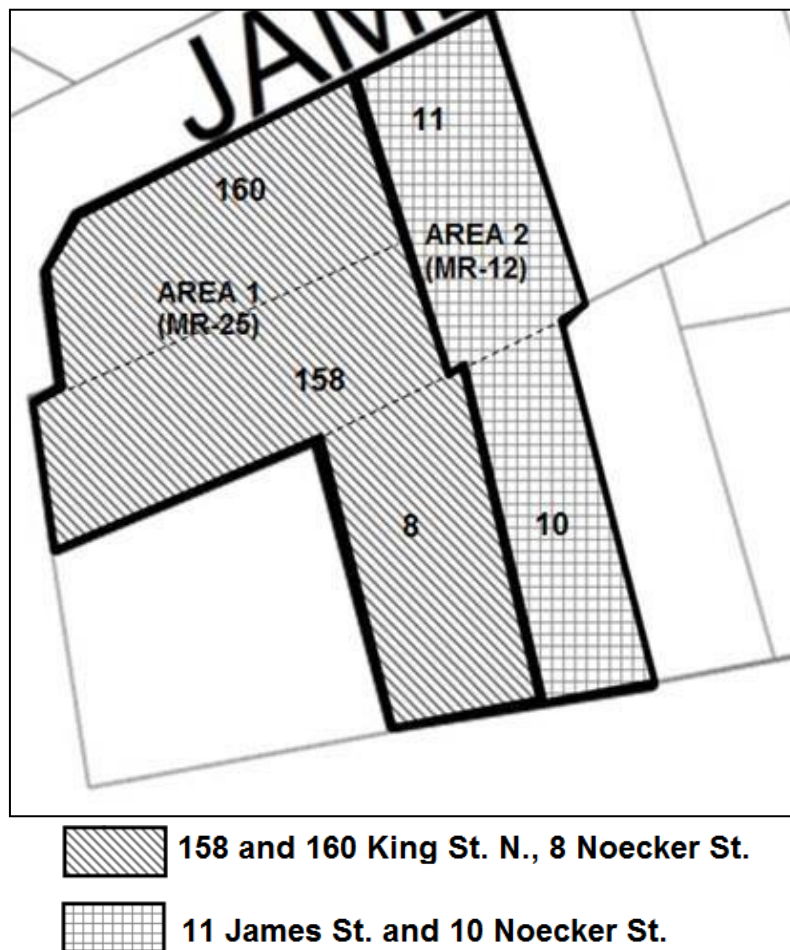 JAM
11
160
AREA 2
(MR-12)
AREA 1
(MR-25)
158
8
10
158 and 160 King St. N., 8 Noecker St.
11 James St. and 10 Noecker St.